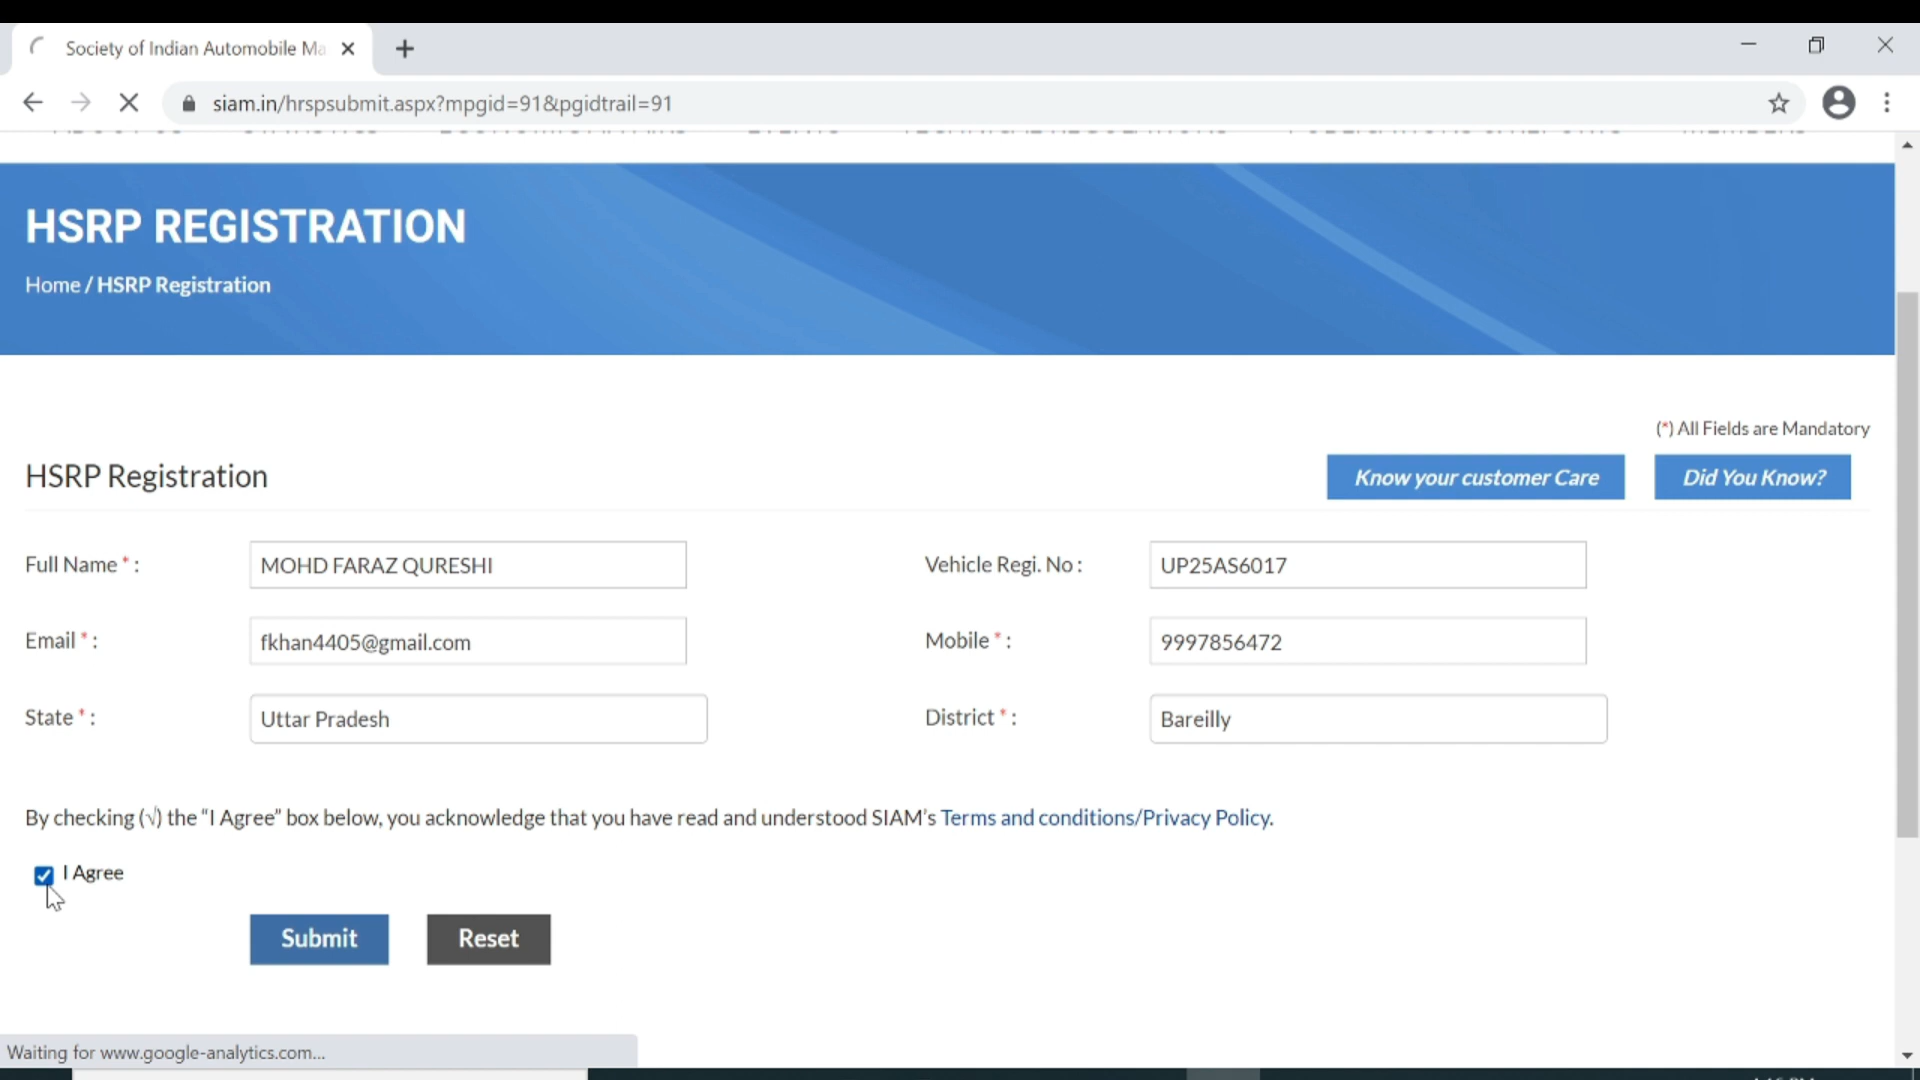 Society of Indian Automobile Ma
siam.in/hrspsubmit.aspx?mpgid=91&pgidtrail=91
HSRP REGISTRATION
Home / HSRP Registration
(*) All Fields are Mandatory
HSRP Registration
Know your customer Care
Did You Know?
Full Name * :
MOHD FARAZ QURESHI
Vehicle Regi. No :
UP25AS6017
Email * :
fkhan4405@gmail.com
Mobile * :
9997856472
State * :
Uttar Pradesh
District * :
Bareilly
By checking (√) the “I Agree” box below, you acknowledge that you have read and understood SIAM’s Terms and conditions/Privacy Policy.
I Agree
Submit
Reset
Waiting for www.google-analytics.com...